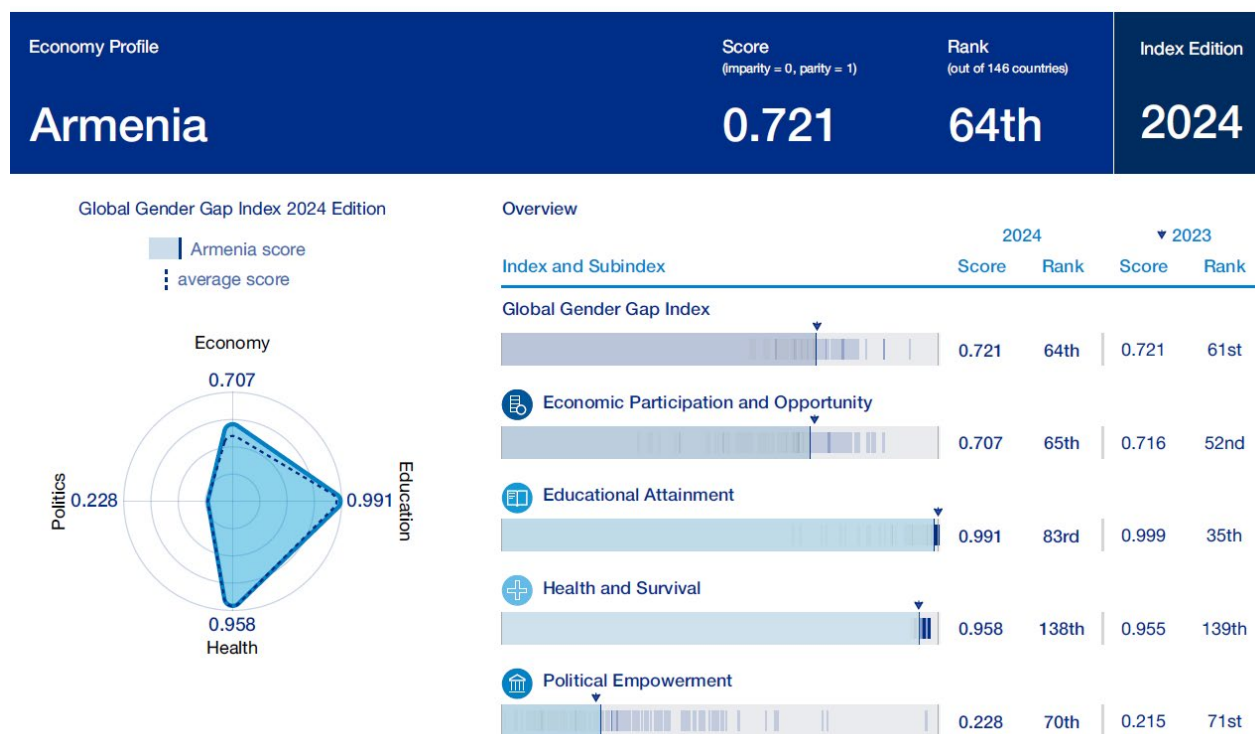 Economy Profile
Score
(imparity = 0, parity = 1)
Rank
(out of 146 countries)
Index Edition
Armenia
0.721
64th
2024
Global Gender Gap Index 2024 Edition
Armenia score
average score
Economy
0.707
Education
0.991
Politics
0.228
0.958
Health
Overview
2024
2023
Index and Subindex
Score
Rank
Score
Rank
Global Gender Gap Index
0.721 64th 0.721 61st
Economic Participation and Opportunity
0.707 65th 0.716 52nd
Educational Attainment
0.991 83rd 0.999 35th
Health and Survival
0.958 138th 0.955 139th
Political Empowerment
0.228 70th 0.215 71st